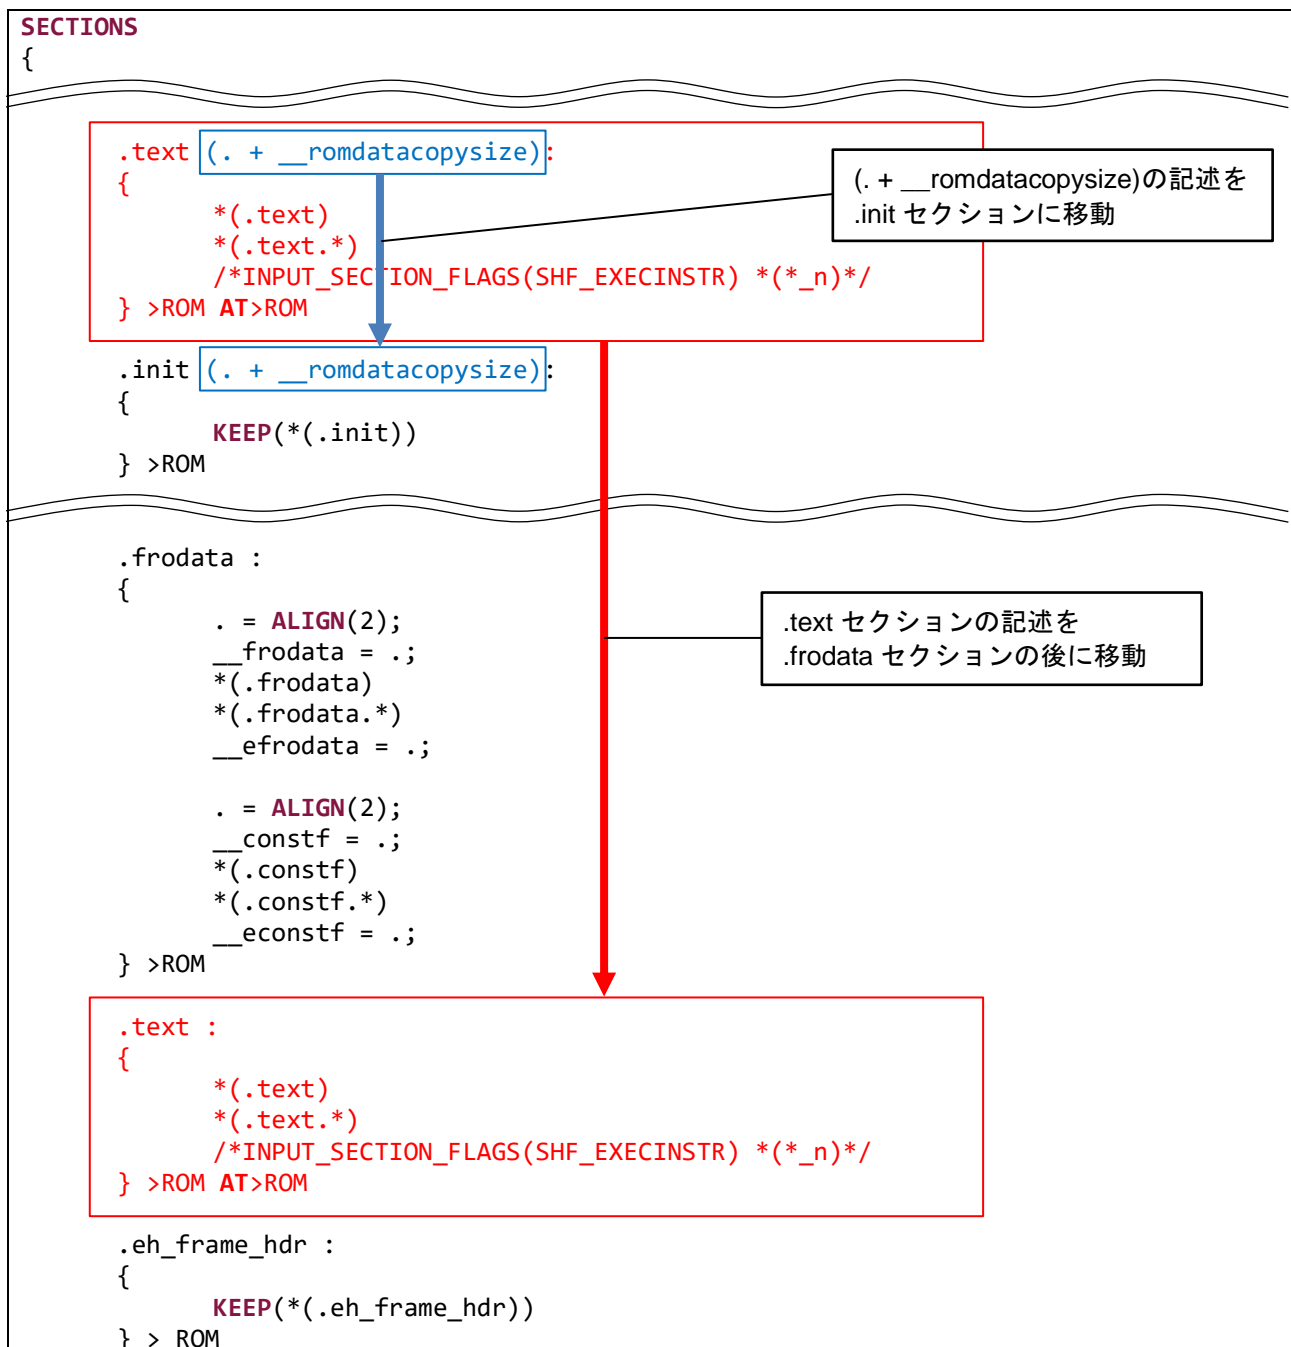 SECTIONS
{
.text (. + __romdatacopysize):
{
*(.text)
*(.text.*)
/*INPUT_SECTION_FLAGS(SHF_EXECINSTR) *(*_n)*/
} >ROM AT>ROM
(. + __romdatacopysize)の記述を
.init セクションに移動
.init (. + __romdatacopysize):
{
KEEP(*(.init))
} >ROM
.frodata :
{
. = ALIGN(2);
__frodata = .;
*(.frodata)
*(.frodata.*)
__efrodata = .;
. = ALIGN(2);
__constf = .;
*(.constf)
*(.constf.*)
__econstf = .;
} >ROM
.text セクションの記述を
.frodata セクションの後に移動
.text :
{
*(.text)
*(.text.*)
/*INPUT_SECTION_FLAGS(SHF_EXECINSTR) *(*_n)*/
} >ROM AT>ROM
.eh_frame_hdr :
{
KEEP(*(.eh_frame_hdr))
} > ROM